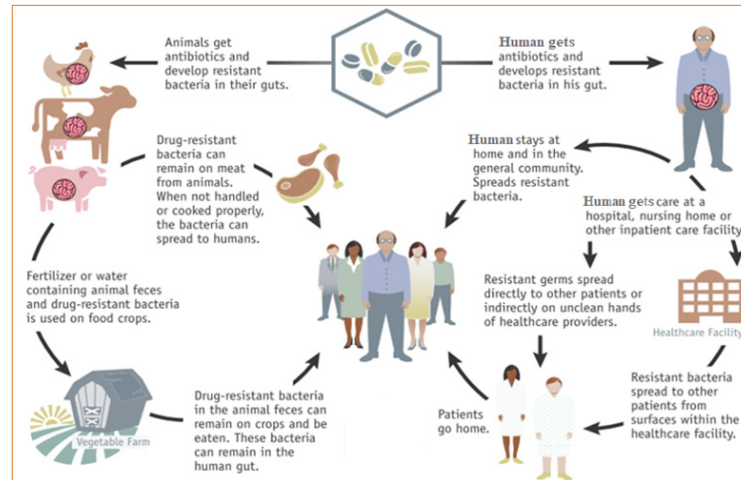 Animals get
antibiotics and
develop resistant
bacteria in their guts.
Human gets
antibiotics and
develops resistant
bacteria in his gut.
Drug-resistant
bacteria can
remain on meat
from animals.
When not handled
or cooked properly,
the bacteria can
spread to humans.
Human stays at
home and in the
general community.
Spreads resistant
bacteria.
Human gets care at a
hospital, nursing home or
other inpatient care facility
Fertilizer or water
containing animal feces
and drug-resistant bacteria
is used on food crops.
Resistant germs spread
directly to other patients or
indirectly on unclean hands
of healthcare providers.
Healthcare Facility
Vegetable Farm
Drug-resistant bacteria
in the animal feces can
remain on crops and be
eaten. These bacteria
can remain in the
human gut.
Patients
go home.
Resistant bacteria
spread to other
patients from
surfaces within the
healthcare facility.